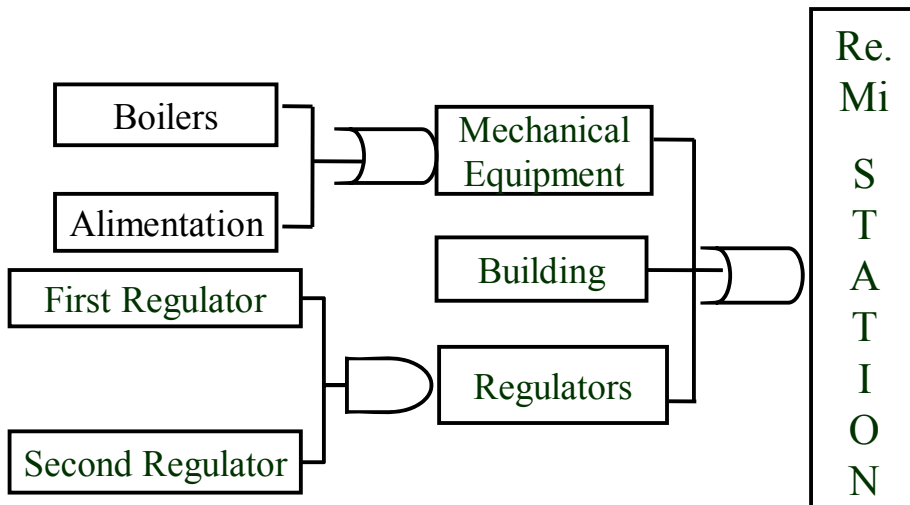 Boilers
Alimentation
First Regulator
Second Regulator
Mechanical
Equipment
Building
Regulators
Re.
Mi
S
T
A
T
I
O
N